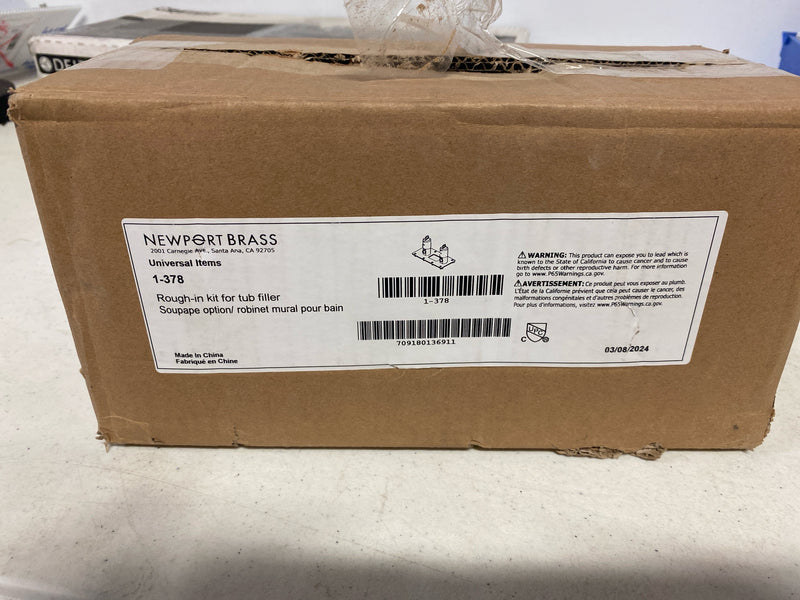 NEWPORT BRASS
2001 Carnegie Ave., Santa Ana, CA 92705
Universal Items
1-378
Rough-in kit for tub filler
Soupape option/ robinet mural pour bain
Made In China
Fabriqué en Chine
1-378
709180136911
WARNING: This product can expose you to lead which is
known to the State of California to cause cancer and to cause
birth defects or other reproductive harm. For more information
go to www.P65Warnings.ca.gov.
AVERTISSEMENT: Ce produit peut vous exposer au plumb.
L'État de la Californie prévient que cela peut causer le cancer, des
malformations congénitales et d'autres problèmes de reproduction.
Pour plus d'informations, visitez www.P65Warnings.ca.gov.
C UPC ®
03/08/2024